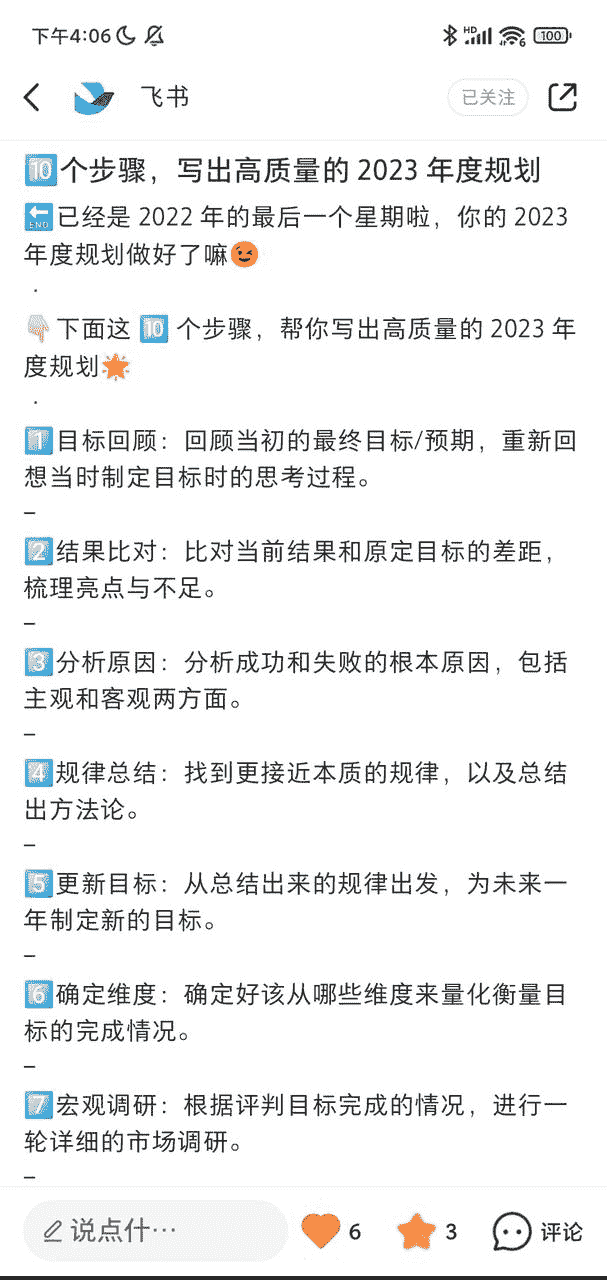 下午4:06
HD
6
100
飞书
已关注
🔟个步骤，写出高质量的 2023 年度规划
🔚已经是 2022 年的最后一个星期啦，你的 2023
年度规划做好了嘛😉
·
👇🏻下面这 🔟 个步骤，帮你写出高质量的 2023 年
度规划🌟
·
1️⃣目标回顾：回顾当初的最终目标/预期，重新回
想当时制定目标时的思考过程。
–
2️⃣结果比对：比对当前结果和原定目标的差距，
梳理亮点与不足。
–
3️⃣分析原因：分析成功和失败的根本原因，包括
主观和客观两方面。
–
4️⃣规律总结：找到更接近本质的规律，以及总结
出方法论。
–
5️⃣更新目标：从总结出来的规律出发，为未来一
年制定新的目标。
–
6️⃣确定维度：确定好该从哪些维度来量化衡量目
标的完成情况。
–
7️⃣宏观调研：根据评判目标完成的情况，进行一
轮详细的市场调研。
–
说点什…
6
3
评论